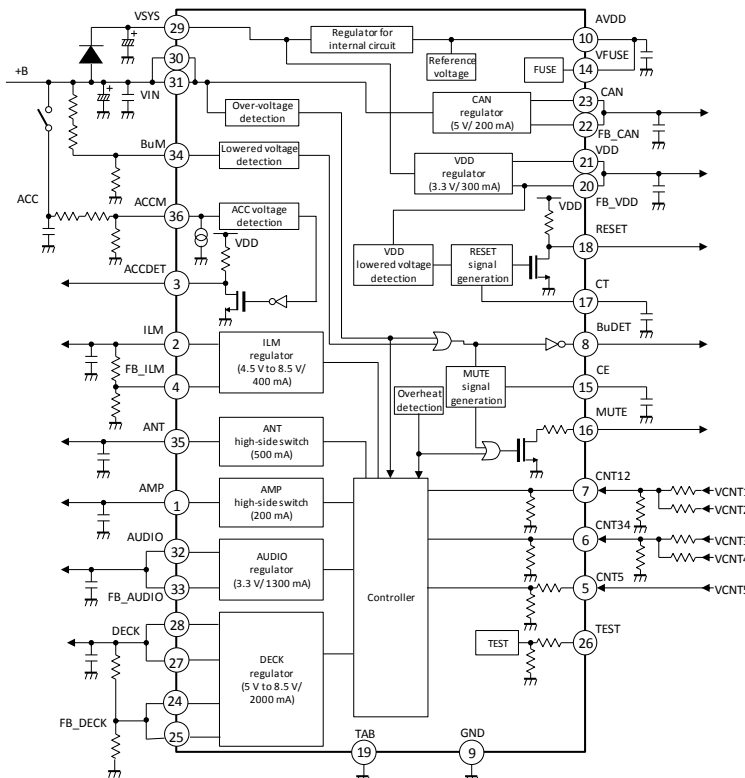 VSYS
29
Regulator for
internal circuit
AVDD
10
Reference
voltage
VFUSE
FUSE
14
30
+B
31
VIN
Over-voltage
detection
CAN
regulator
(5 V/ 200 mA)
CAN
23
22
FB_CAN
BuM
34
Lowered voltage
detection
VDD
regulator
(3.3 V/ 300 mA)
VDD
21
20
FB_VDD
ACC
ACCM
36
ACC voltage
detection
VDD
VDD
RESET
18
VDD
lowered voltage
detection
RESET
signal
generation
ACCDET
3
CT
17
ILM
2
FB_ILM
4
ILM
regulator
(4.5 V to 8.5 V/
400 mA)
BuDET
8
MUTE
signal
generation
CE
15
Overheat
detection
MUTE
16
ANT
35
ANT
high-side switch
(500 mA)
AMP
1
AMP
high-side switch
(200 mA)
CNT12
7
VCNT1
VCNT2
CNT34
6
VCNT3
VCNT4
AUDIO
32
33
FB_AUDIO
AUDIO
regulator
(3.3 V/ 1300 mA)
Controller
CNT5
5
VCNT5
DECK
28
27
24
FB_DECK
25
DECK
regulator
(5 V to 8.5 V/
2000 mA)
TEST
TEST
26
TAB
19
GND
9